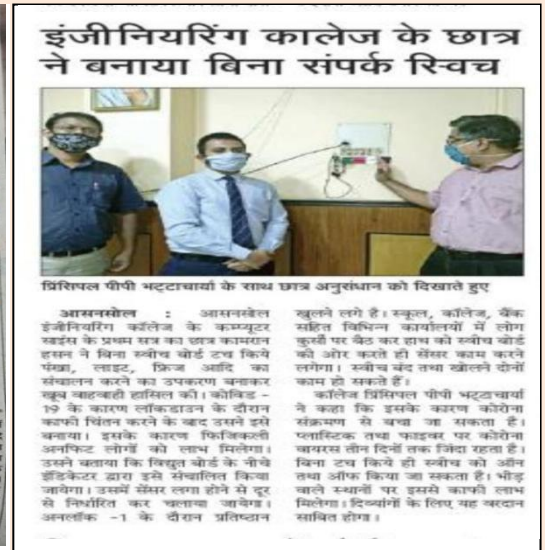 इंजीनियरिंग कालेज के छात्र
ने बनाया बिना संपर्क स्विच
प्रिंसिपल पीपी भट्टाचार्या के साथ छात्र अनुसंधान को दिखाते हुए
आसनसोल : आसनसोल
इंजीनियरिंग कॉलेज के कम्प्यूटर
साइंस के प्रथम सत्र का छात्र कामरान
हसन ने बिना स्वीच बोर्ड टच किये
पंखा, लाइट, फ्रिज आदि का
संचालन करने का उपकरण बनाकर
खूब वाहवाही हासिल की। कोविड -
19 के कारण लॉकडाउन के दौरान
काफी चिंतन करने के बाद उसने इसे
बनाया। इसके कारण फिजिकली
अनफिट लोगों को लाभ मिलेगा।
उसने बताया कि विद्युत बोर्ड के नीचे
इंडिकेटर द्वारा इसे संचालित किया
जायेगा। उसमें सेंसर लगा होने से दूर
से निर्धारित कर चलाया जायेगा।
अनलॉक -1 के दौरान प्रतिष्ठान
खुलने लगे है। स्कूल, कॉलेज, बैंक
सहित विभिन्न कार्यालयों में लोग
कुर्सी पर बैठ कर हाथ को स्वीच बोर्ड
की ओर करते ही सेंसर काम करने
लगेगा। स्वीच बंद तथा खोलने दोनों
काम हो सकते हैं।
कॉलेज प्रिंसिपल पीपी भट्टाचार्या
ने कहा कि इसके कारण कोरोना
संक्रमण से बचा जा सकता है।
प्लास्टिक तथा फाइबर पर कोरोना
वायरस तीन दिनों तक जिंदा रहता है।
बिना टच किये ही स्वीच को ऑन
तथा ऑफ किया जा सकता है। भीड़
वाले स्थानों पर इससे काफी लाभ
मिलेगा। दिव्यांगों के लिए यह वरदान
साबित होगा।